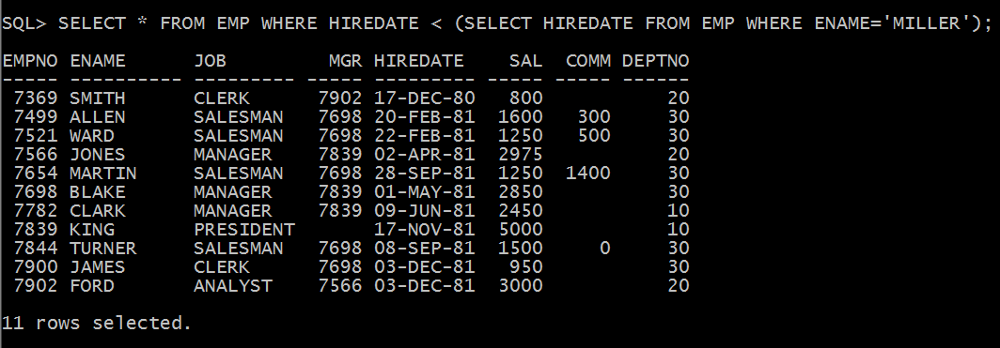 SQL> SELECT * FROM EMP WHERE HIREDATE < (SELECT HIREDATE FROM EMP WHERE ENAME='MILLER');
EMPNO ENAME      JOB         MGR HIREDATE    SAL  COMM DEPTNO
----- ---------- --------- ----- --------- ----- ----- ------
 7369 SMITH      CLERK      7902 17-DEC-80   800           20
 7499 ALLEN      SALESMAN   7698 20-FEB-81  1600   300     30
 7521 WARD       SALESMAN   7698 22-FEB-81  1250   500     30
 7566 JONES      MANAGER    7839 02-APR-81  2975           20
 7654 MARTIN     SALESMAN   7698 28-SEP-81  1250  1400     30
 7698 BLAKE      MANAGER    7839 01-MAY-81  2850           30
 7782 CLARK      MANAGER    7839 09-JUN-81  2450           10
 7839 KING       PRESIDENT       17-NOV-81  5000           10
 7844 TURNER     SALESMAN   7698 08-SEP-81  1500     0     30
 7900 JAMES      CLERK      7698 03-DEC-81   950           30
 7902 FORD       ANALYST    7566 03-DEC-81  3000           20
11 rows selected.